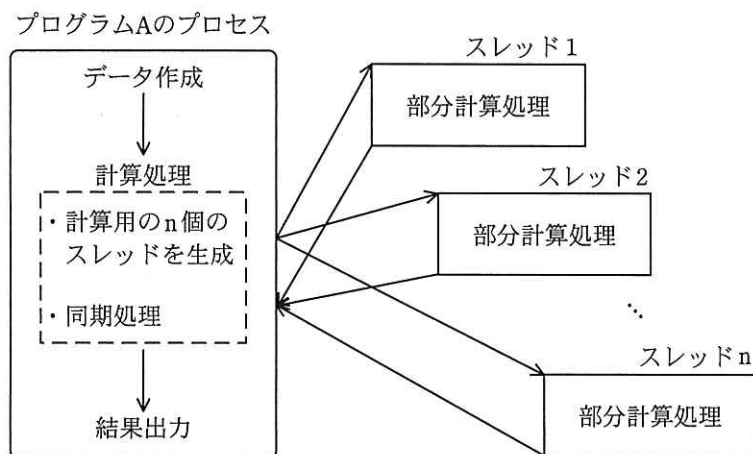 プログラムAのプロセス
データ作成
計算処理
・計算用のn個の
スレッドを生成
・同期処理
結果出力
スレッド1
部分計算処理
スレッド2
部分計算処理
スレッドn
部分計算処理